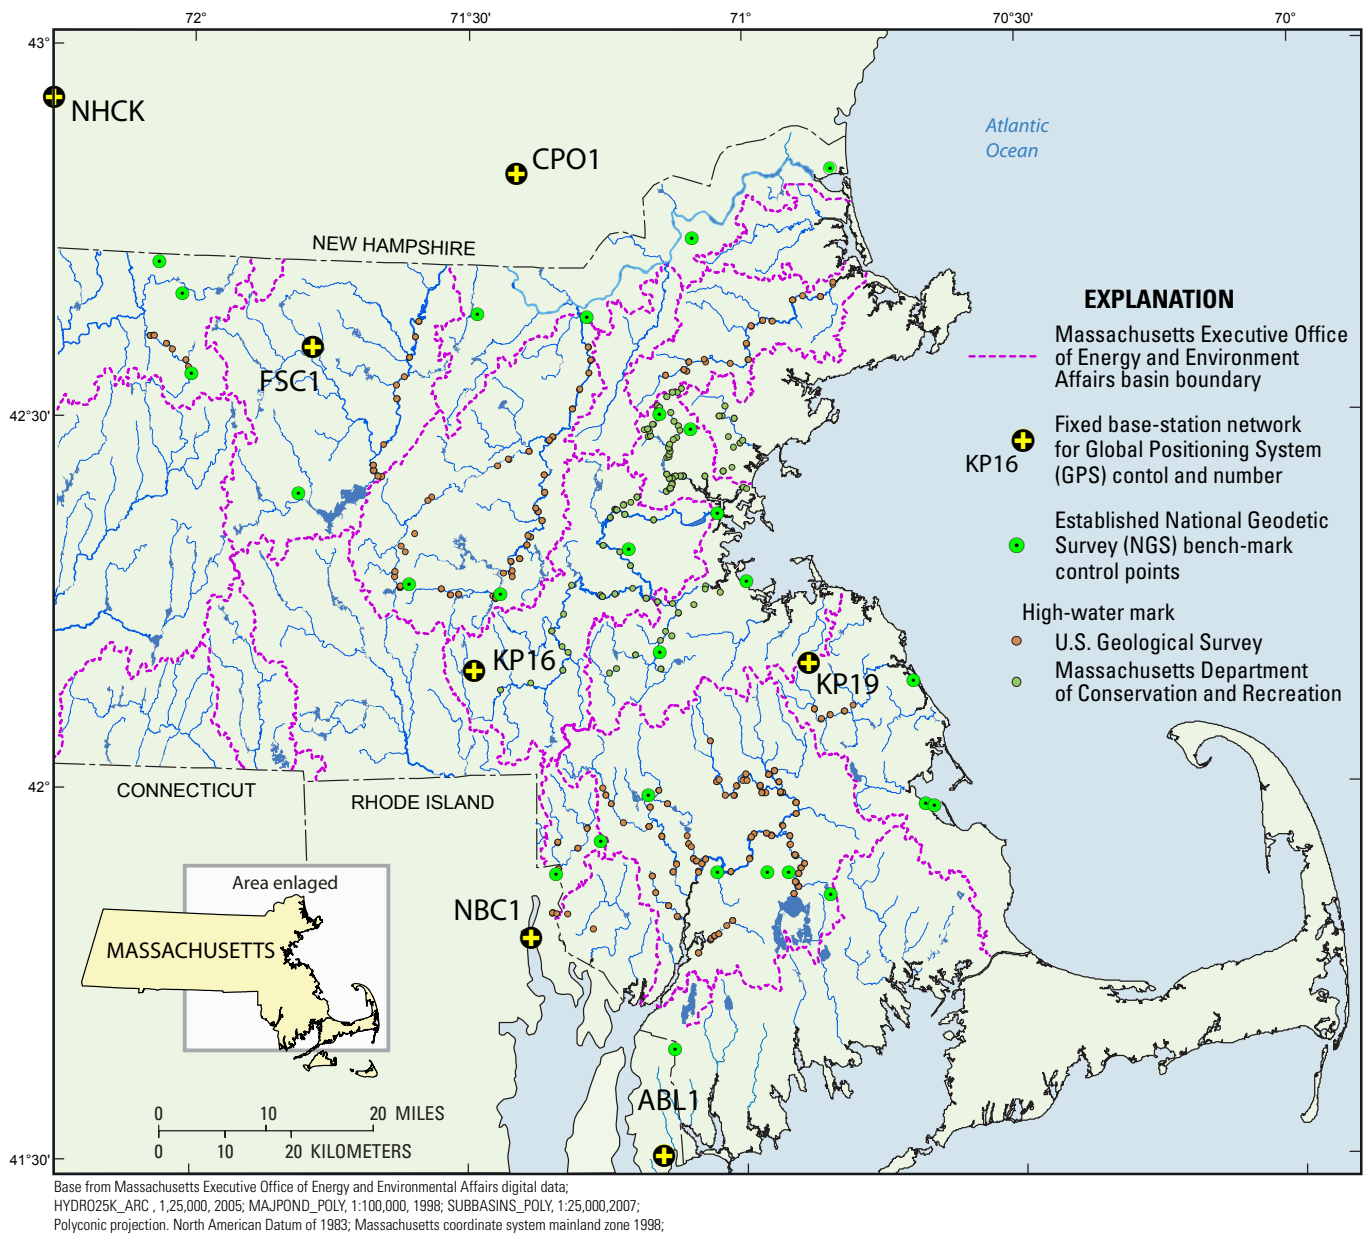 72°
71°30'
71°
70°30'
70°
43°
NHCK
CPO1
Atlantic
Ocean
NEW HAMPSHIRE
FSC1
42°30'
EXPLANATION
Massachusetts Executive Office
of Energy and Environment
Affairs basin boundary
Fixed base-station network
for Global Positioning System
(GPS) contol and number
KP16
Established National Geodetic
Survey (NGS) bench-mark
control points
High-water mark
U.S. Geological Survey
Massachusetts Department
of Conservation and Recreation
KP16
KP19
42°
CONNECTICUT
RHODE ISLAND
Area enlaged
MASSACHUSETTS
NBC1
ABL1
0 10 20 MILES
0 10 20 KILOMETERS
41°30'
Base from Massachusetts Executive Office of Energy and Environmental Affairs digital data;
HYDRO25K_ARC , 1,25,000, 2005; MAJPOND_POLY, 1:100,000, 1998; SUBBASINS_POLY, 1:25,000,2007;
Polyconic projection. North American Datum of 1983; Massachusetts coordinate system mainland zone 1998;